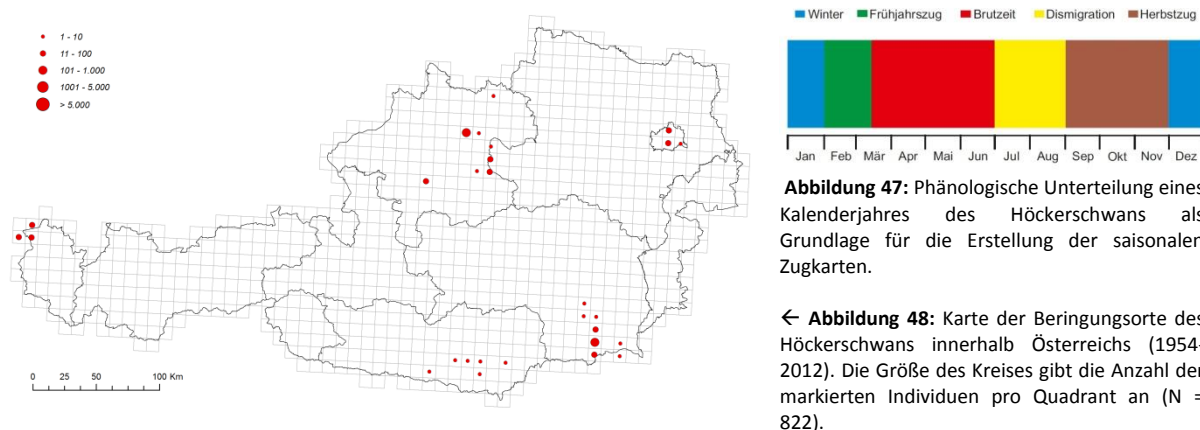 1 - 10
11 - 100
101 - 1.000
1001 - 5.000
> 5.000
0 25 50 100 Km
Winter Frühjahrszug Brutzeit Dismigration Herbstzug
Jan Feb Mär Apr Mai Jun Jul Aug Sep Okt Nov Dez
Abbildung 47: Phänologische Unterteilung eines
Kalenderjahres des Höckerschwans als
Grundlage für die Erstellung der saisonalen
Zugkarten.
← Abbildung 48: Karte der Beringungsorte des
Höckerschwans innerhalb Österreichs (1954-
2012). Die Größe des Kreises gibt die Anzahl der
markierten Individuen pro Quadrant an (N =
822).